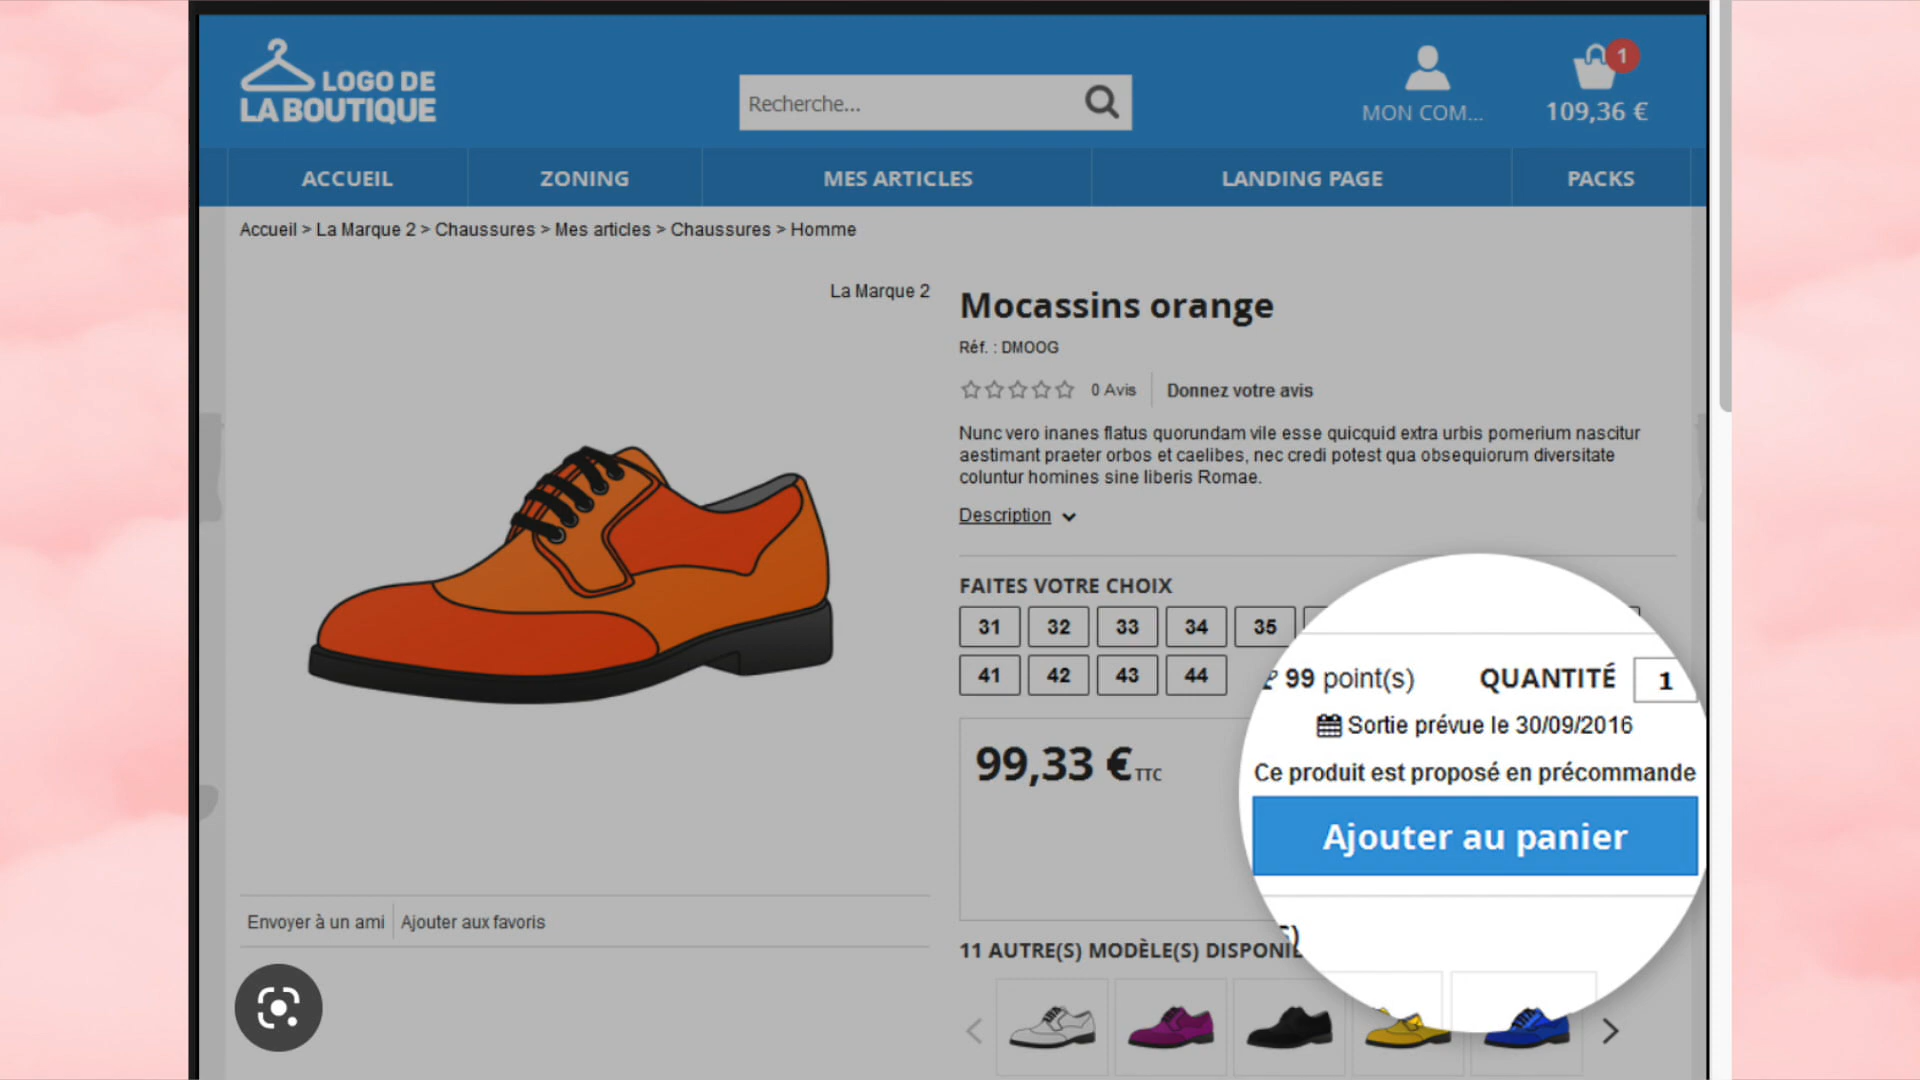 LOGO DE
LA BOUTIQUE
Recherche...
MON COM...
1
109,36 €
ACCUEIL
ZONING
MES ARTICLES
LANDING PAGE
PACKS
Accueil > La Marque 2 > Chaussures > Mes articles > Chaussures > Homme
La Marque 2
Mocassins orange
Réf. : DMOOG
0 Avis
Donnez votre avis
Nunc vero inanes flatus quorundam vile esse quicquid extra urbis pomerium nascitur
aestimant praeter orbos et caelibes, nec credi potest qua obsequiorum diversitate
coluntur homines sine liberis Romae.
Description
FAITES VOTRE CHOIX
31 32 33 34 35
41 42 43 44
99 point(s)
QUANTITÉ 1
Sortie prévue le 30/09/2016
Ce produit est proposé en précommande
Ajouter au panier
99,33 € TTC
Envoyer à un ami
Ajouter aux favoris
11 AUTRE(S) MODÈLE(S)